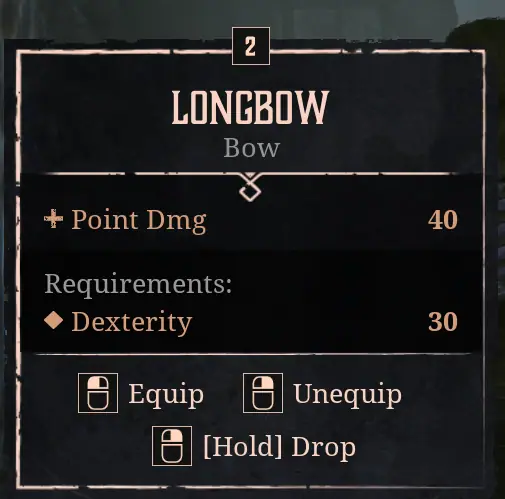 2
LONGBOW
Bow
Point Dmg 40
Requirements:
Dexterity 30
Equip Unequip
[Hold] Drop